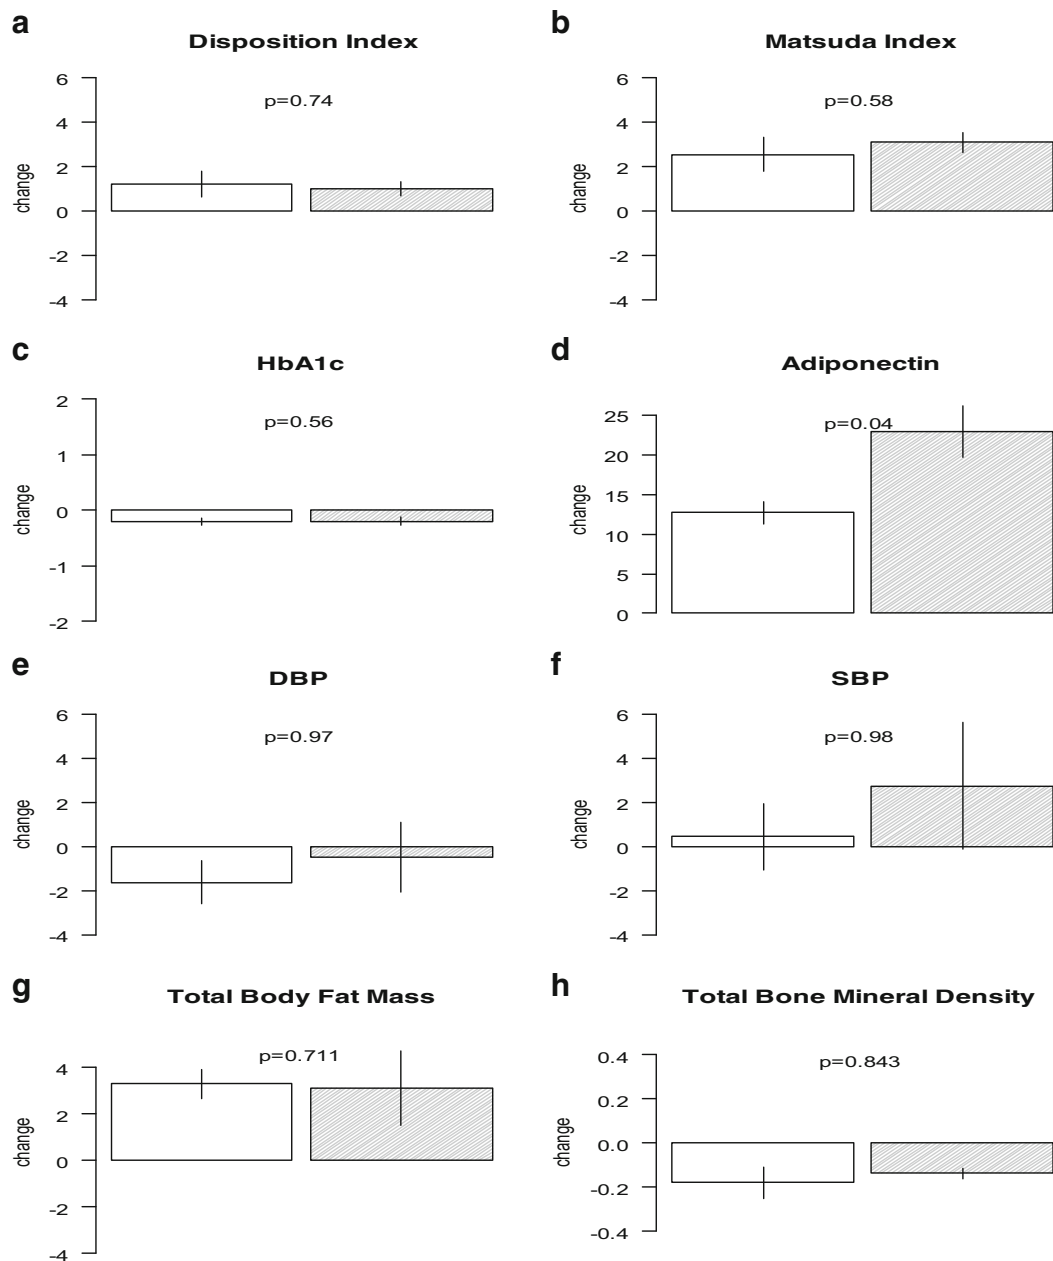 a
Disposition Index
p=0.74
change
6
4
2
0
-2
-4
b
Matsuda Index
p=0.58
change
6
4
2
0
-2
-4
c
HbA1c
p=0.56
change
2
1
0
-1
-2
d
Adiponectin
p=0.04
change
25
20
15
10
5
0
e
DBP
p=0.97
change
6
4
2
0
-2
-4
f
SBP
p=0.98
change
6
4
2
0
-2
-4
g
Total Body Fat Mass
p=0.711
change
4
2
0
-2
-4
h
Total Bone Mineral Density
p=0.843
change
0.4
0.2
0.0
-0.2
-0.4